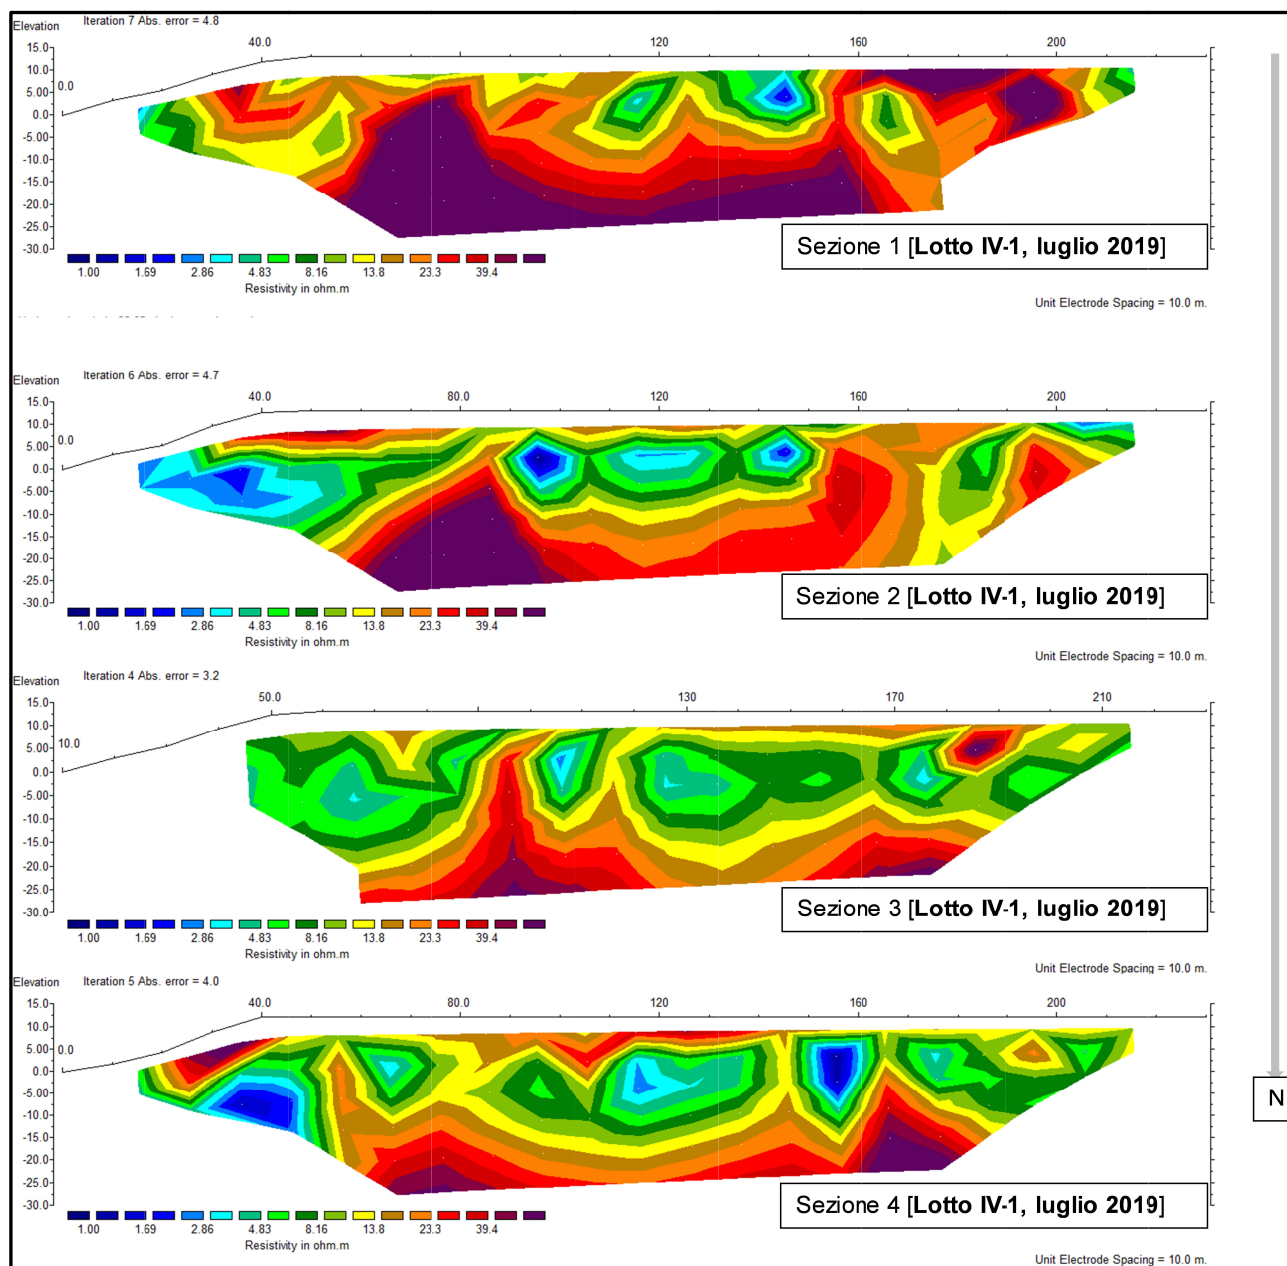 Elevation Iteration 7 Abs. error = 4.8
40.0 80.0 120 160 200
15.0
10.0
0.0
5.00
0.0
-5.00
-10.0
-15.0
-20.0
-25.0
-30.0
Sezione 1 [Lotto IV-1, luglio 2019]
1.00 1.69 2.86 4.83 8.16 13.8 23.3 39.4
Resistivity in ohm.m
Unit Electrode Spacing = 10.0 m.
Elevation Iteration 6 Abs. error = 4.7
40.0 80.0 120 160 200
15.0
10.0
0.0
5.00
0.0
-5.00
-10.0
-15.0
-20.0
-25.0
-30.0
Sezione 2 [Lotto IV-1, luglio 2019]
1.00 1.69 2.86 4.83 8.16 13.8 23.3 39.4
Resistivity in ohm.m
Unit Electrode Spacing = 10.0 m.
Elevation Iteration 4 Abs. error = 3.2
50.0 130 170 210
15.0
10.0
10.0
5.00
0.0
-5.00
-10.0
-15.0
-20.0
-25.0
-30.0
Sezione 3 [Lotto IV-1, luglio 2019]
1.00 1.69 2.86 4.83 8.16 13.8 23.3 39.4
Resistivity in ohm.m
Unit Electrode Spacing = 10.0 m.
Elevation Iteration 5 Abs. error = 4.0
40.0 80.0 120 160 200
15.0
10.0
0.0
5.00
0.0
-5.00
-10.0
-15.0
-20.0
-25.0
-30.0
N
Sezione 4 [Lotto IV-1, luglio 2019]
1.00 1.69 2.86 4.83 8.16 13.8 23.3 39.4
Resistivity in ohm.m
Unit Electrode Spacing = 10.0 m.